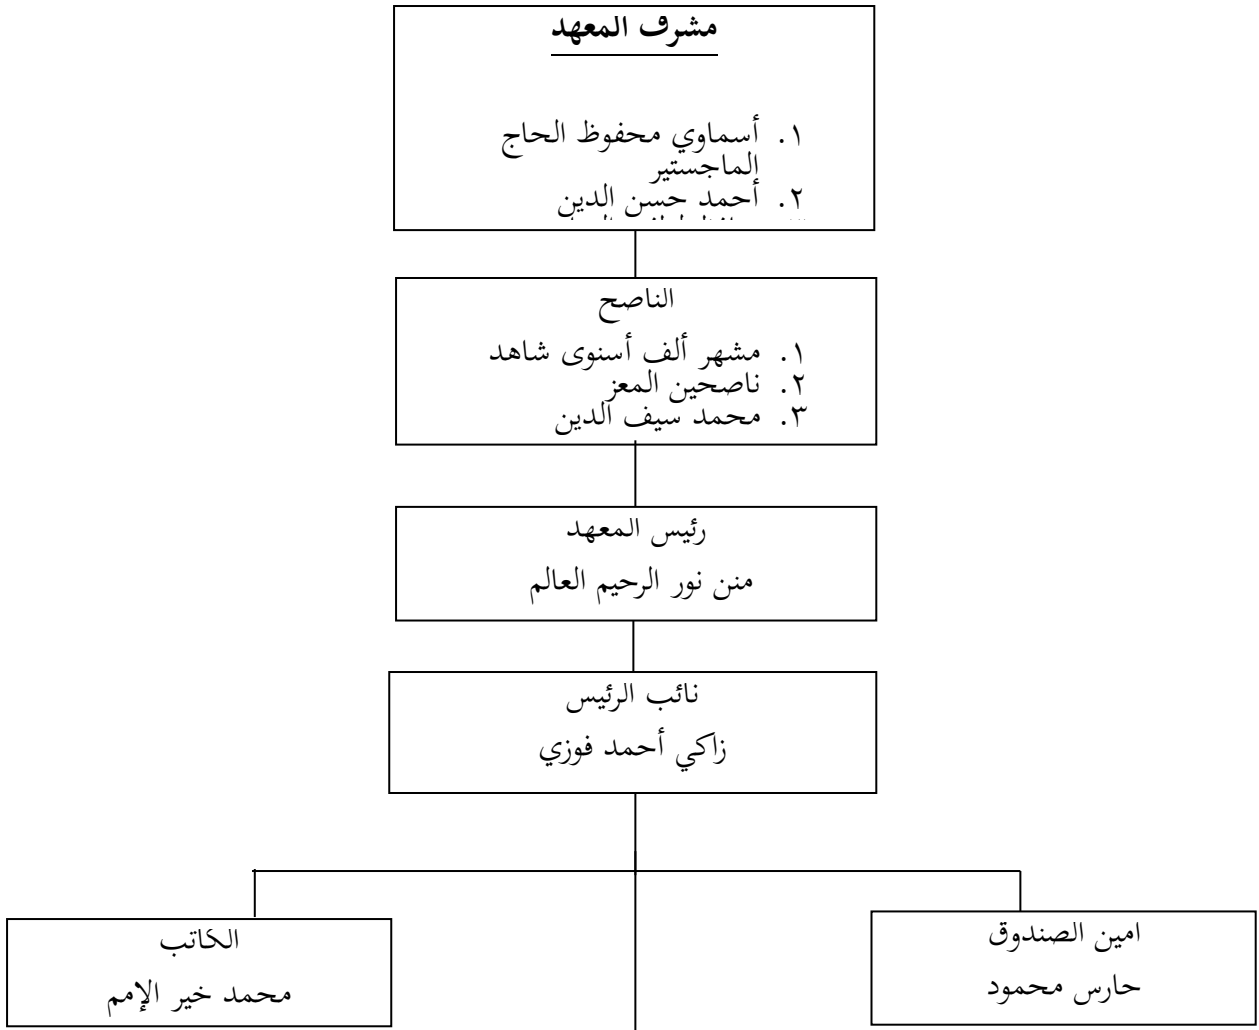 مشرف المعهد
١. أسماوي محفوظ الحاج
الماجستير
٢. أحمد حسن الدين
الناصح
١. مشهر ألف أسنوى شاهد
٢. ناصحين المعز
٣. محمد سيف الدين
رئيس المعهد
منن نور الرحيم العالم
نائب الرئيس
زاكي أحمد فوزي
امين الصندوق
حارس محمود
الكاتب
محمد خير الإمم